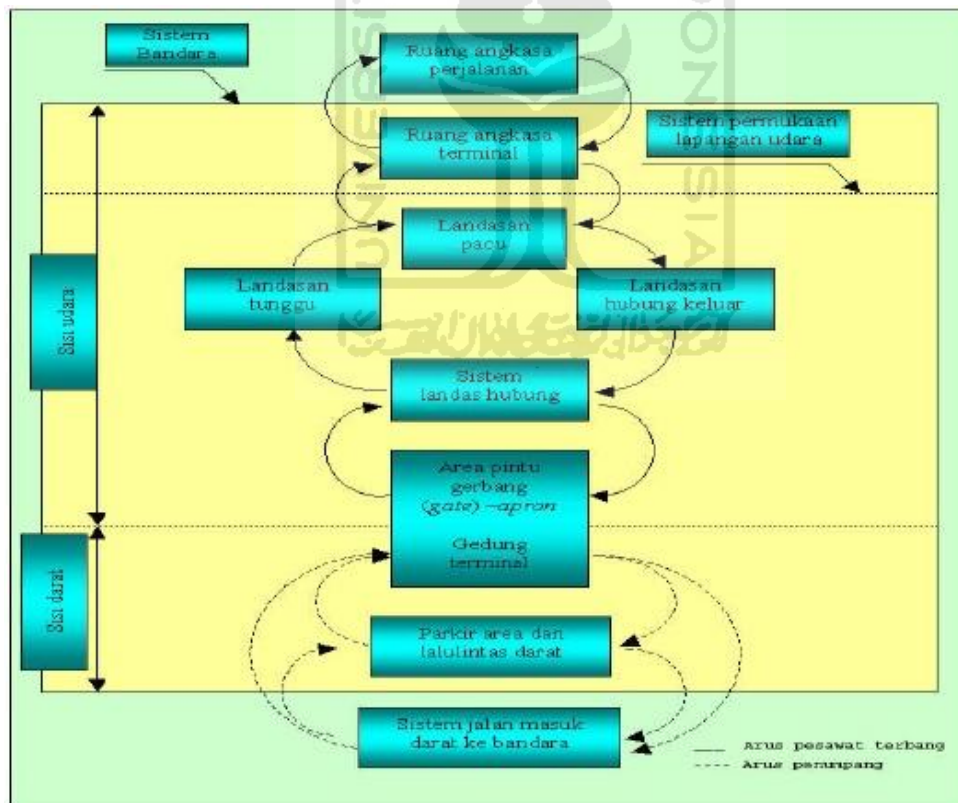 Sistem
Bandara
Ruang angkasa
perjalanan
Ruang angkasa
terminal
Sistem permukaan
lapangan udara
Landasan
pacu
Landasan
tunggu
Landasan
hubung keluar
Sisi udara
Sistem
landas hubung
Area pintu
gerbang
(gate) –apron
Gedung
terminal
Sisi darat
Parkir area dan
lalulintas darat
Sistem jalan masuk
darat ke bandara
Arus pesawat terbang
Arus penumpang